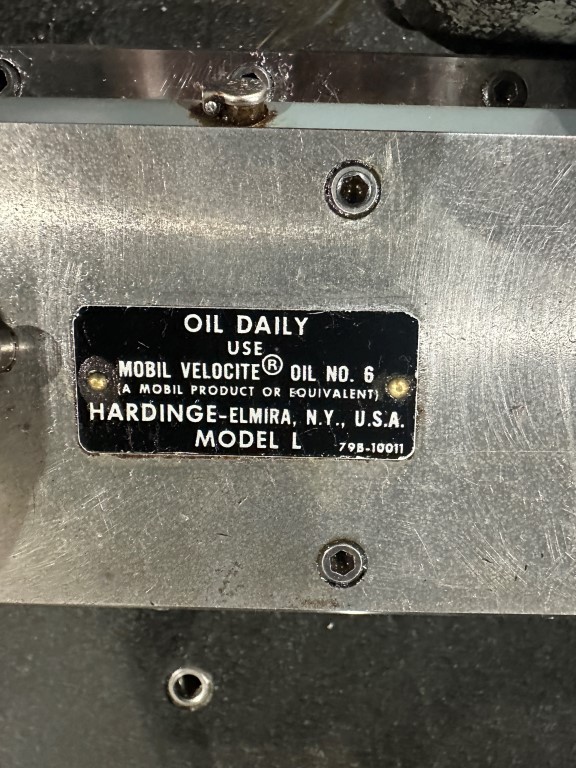 OIL DAILY
USE
MOBIL VELOCITE® OIL NO. 6
(A MOBIL PRODUCT OR EQUIVALENT)
HARDINGE-ELMIRA, N.Y., U.S.A.
MODEL L 79B-10011